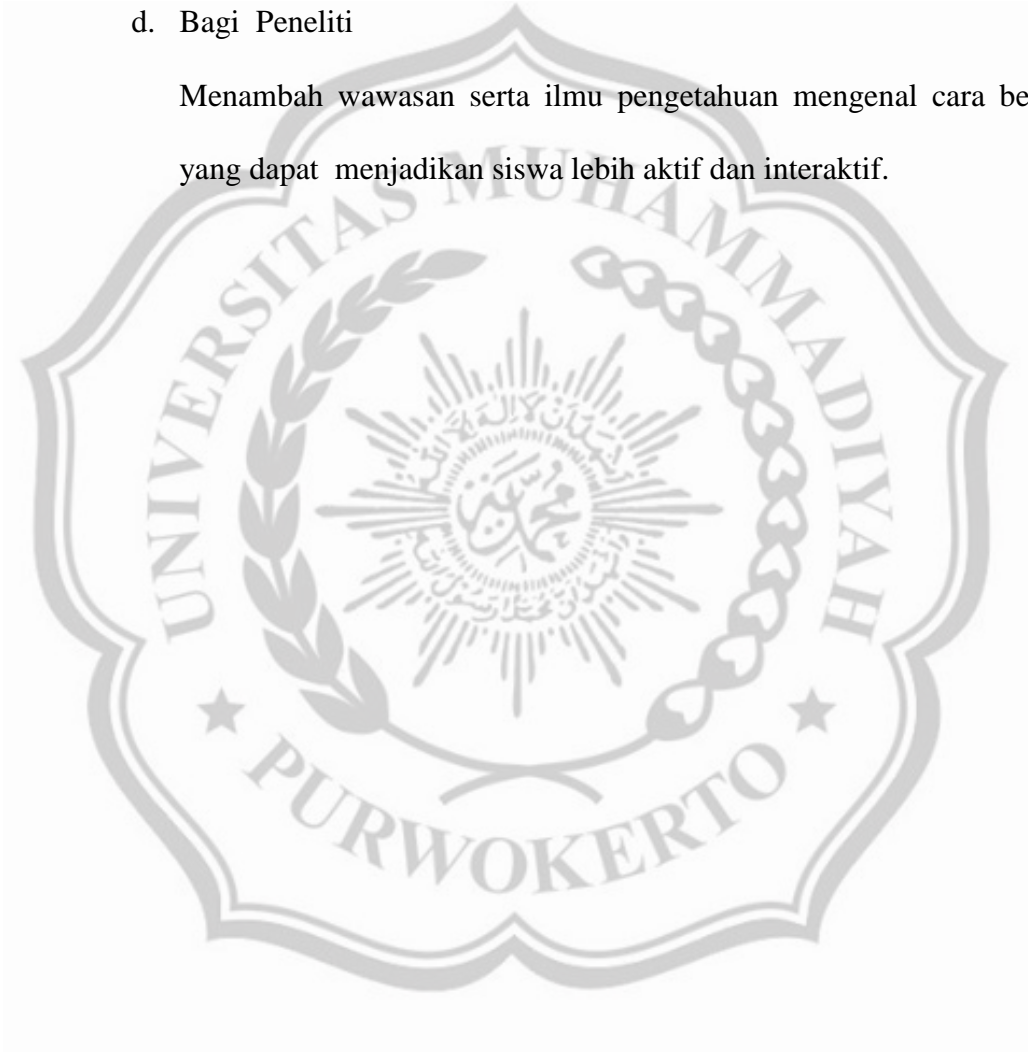 d. Bagi Peneliti
Menambah wawasan serta ilmu pengetahuan mengenal cara be
yang dapat menjadikan siswa lebih aktif dan interaktif.
UNIVERSITAS MUHAMMADIYAH
PURWOKERTO
محمد